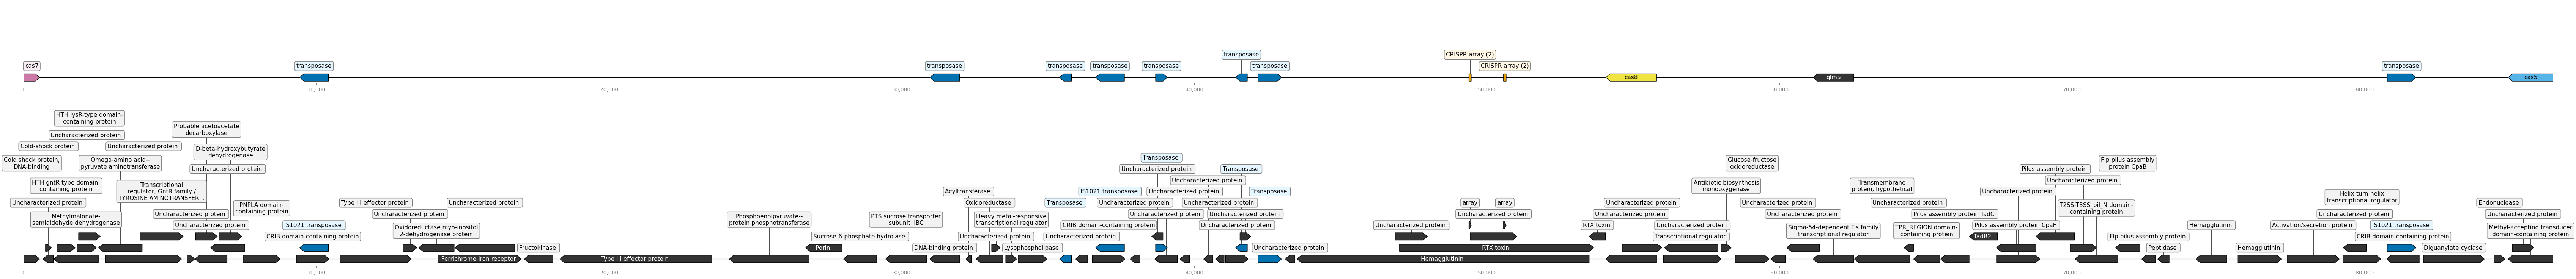 CRISPR array (2)
transposase
cas7
transposase
transposase
transposase
transposase
transposase
transposase
CRISPR array (2)
transposase
cas8
glmS
cas5
0
10,000
20,000
30,000
40,000
50,000
60,000
70,000
80,000
HTH lysR-type domain-
containing protein
Probable acetoacetate
decarboxylase
Uncharacterized protein
Cold-shock protein
Uncharacterized protein
D-beta-hydroxybutyrate
dehydrogenase
Transposase
Cold shock protein,
DNA-binding
Omega-amino acid--
pyruvate aminotransferase
Uncharacterized protein
Uncharacterized protein
Transposase
Glucose-fructose
oxidoreductase
Uncharacterized protein
Pilus assembly protein
Flp pilus assembly
protein CpaB
HTH gntR-type domain-
containing protein
Transcriptional
regulator, GntR family /
TYROSINE AMINOTRANSFER...
Acyltransferase
IS1021 transposase
Uncharacterized protein
Uncharacterized protein
Transposase
Antibiotic biosynthesis
monooxygenase
Transmembrane
protein, hypothetical
Uncharacterized protein
Uncharacterized protein
Helix-turn-helix
transcriptional regulator
Uncharacterized protein
PNPLA domain-
containing protein
Type III effector protein
Uncharacterized protein
Oxidoreductase
Transposase
Uncharacterized protein
Uncharacterized protein
array
array
Uncharacterized protein
Uncharacterized protein
T2SS-T3SS_pil_N domain-
containing protein
Endonuclease
Methylmalonate-
semialdehyde dehydrogenase
Uncharacterized protein
Uncharacterized protein
Phosphoenolpyruvate--
protein phosphotransferase
PTS sucrose transporter
subunit IIBC
Heavy metal-responsive
transcriptional regulator
Uncharacterized protein
Uncharacterized protein
Uncharacterized protein
Uncharacterized protein
Uncharacterized protein
Pilus assembly protein TadC
Uncharacterized protein
Uncharacterized protein
Uncharacterized protein
IS1021 transposase
Oxidoreductase myo-inositol
2-dehydrogenase protein
CRIB domain-containing protein
Uncharacterized protein
Uncharacterized protein
RTX toxin
Uncharacterized protein
Sigma-54-dependent Fis family
transcriptional regulator
TPR_REGION domain-
containing protein
Pilus assembly protein CpaF
Hemagglutinin
Activation/secretion protein
IS1021 transposase
Methyl-accepting transducer
domain-containing protein
CRIB domain-containing protein
Sucrose-6-phosphate hydrolase
Uncharacterized protein
Uncharacterized protein
Transcriptional regulator
TadB2
Flp pilus assembly protein
CRIB domain-containing protein
Fructokinase
Porin
DNA-binding protein
Lysophospholipase
Uncharacterized protein
RTX toxin
Peptidase
Hemagglutinin
Diguanylate cyclase
Ferrichrome-iron receptor
Type III effector protein
Hemagglutinin
0
10,000
20,000
30,000
40,000
50,000
60,000
70,000
80,000